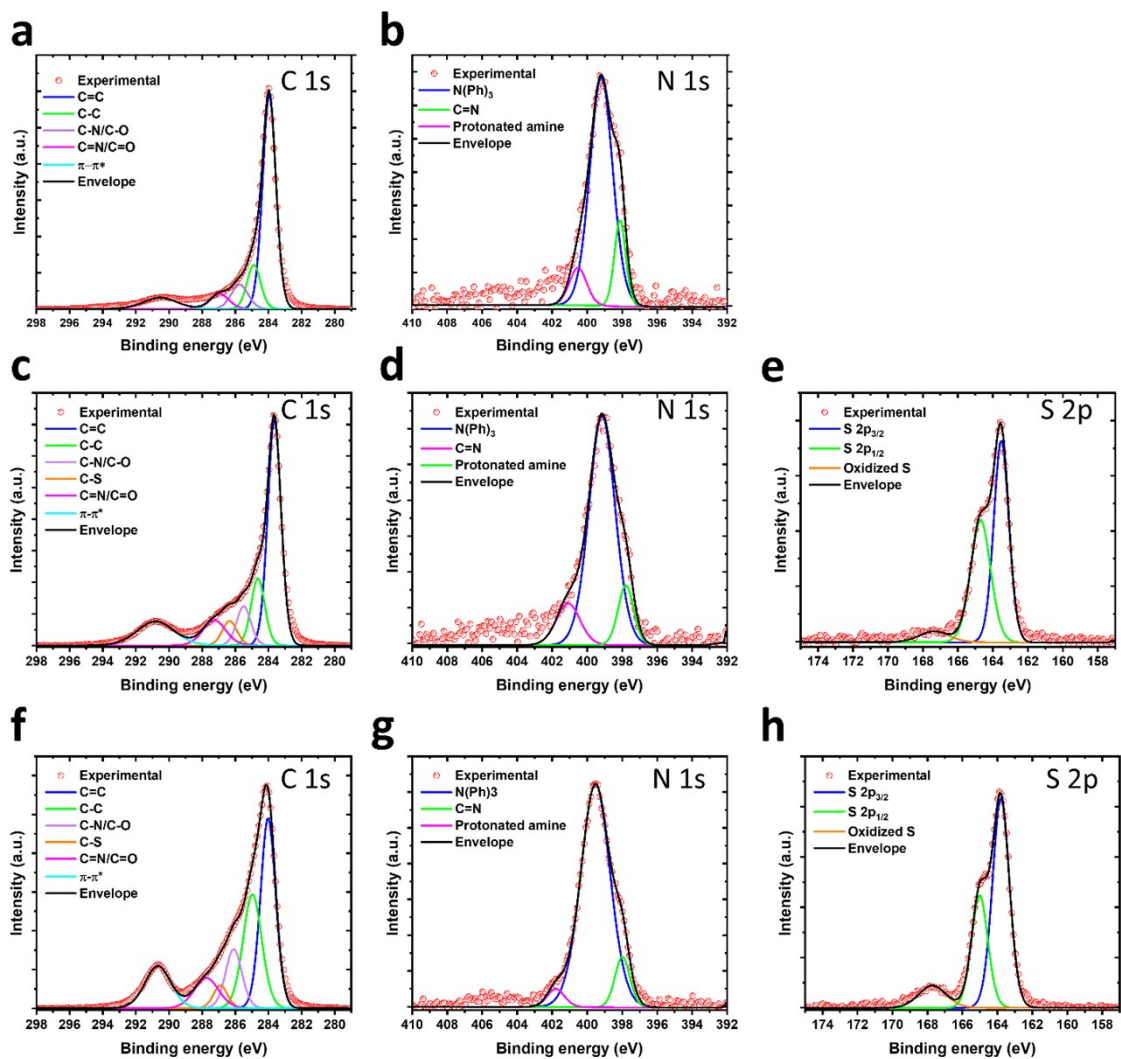 a
C 1s
Experimental
C=C
C-C
C-N/C-O
C=N/C=O
π–π*
Envelope
Intensity (a.u.)
298 296 294 292 290 288 286 284 282 280
Binding energy (eV)
b
N 1s
Experimental
N(Ph)3
C=N
Protonated amine
Envelope
Intensity (a.u.)
410 408 406 404 402 400 398 396 394 392
Binding energy (eV)
c
C 1s
Experimental
C=C
C-C
C-N/C-O
C-S
C=N/C=O
π-π*
Envelope
Intensity (a.u.)
298 296 294 292 290 288 286 284 282 280
Binding energy (eV)
d
N 1s
Experimental
N(Ph)3
C=N
Protonated amine
Envelope
Intensity (a.u.)
410 408 406 404 402 400 398 396 394 392
Binding energy (eV)
e
S 2p
Experimental
S 2p3/2
S 2p1/2
Oxidized S
Envelope
Intensity (a.u.)
174 172 170 168 166 164 162 160 158
Binding energy (eV)
f
C 1s
Experimental
C=C
C-C
C-N/C-O
C-S
C=N/C=O
π-π*
Envelope
Intensity (a.u.)
298 296 294 292 290 288 286 284 282 280
Binding energy (eV)
g
N 1s
Experimental
N(Ph)3
C=N
Protonated amine
Envelope
Intensity (a.u.)
410 408 406 404 402 400 398 396 394 392
Binding energy (eV)
h
S 2p
Experimental
S 2p3/2
S 2p1/2
Oxidized S
Envelope
Intensity (a.u.)
174 172 170 168 166 164 162 160 158
Binding energy (eV)